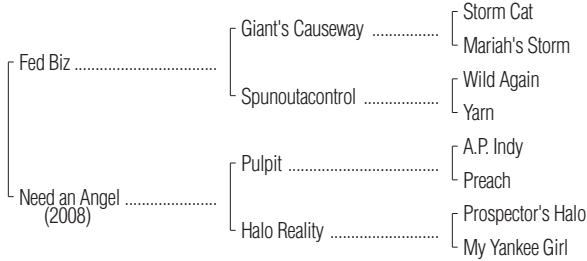 Storm Cat
Giant's Causeway ................
Mariah's Storm
Fed Biz ..................................
Wild Again
Spunoutacontrol ..................
Yarn
A.P. Indy
Pulpit ....................................
Preach
Need an Angel ......................
(2008)
Prospector's Halo
Halo Reality ..........................
My Yankee Girl